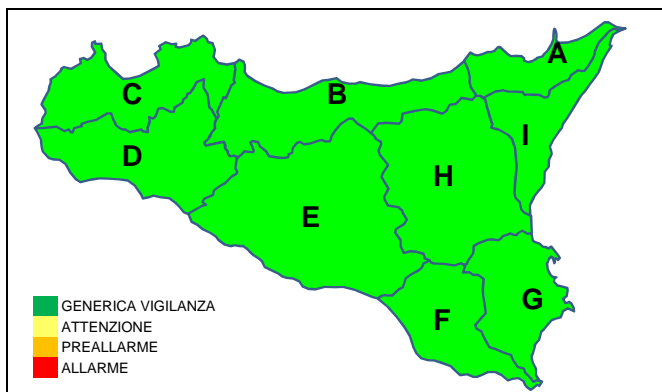 A
C
B
I
D
H
E
G
F
GENERICA VIGILANZA
ATTENZIONE
PREALLARME
ALLARME